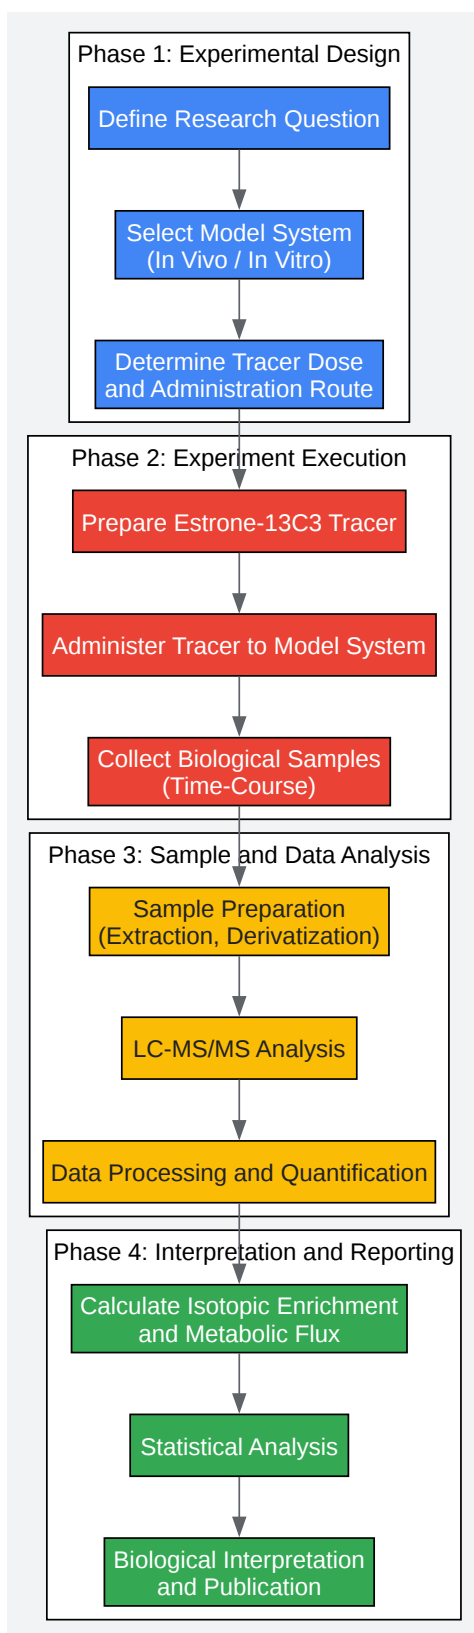 Phase 1: Experimental Design
Define Research Question
Select Model System
(In Vivo / In Vitro)
Determine Tracer Dose
and Administration Route
Phase 2: Experiment Execution
Prepare Estrone-13C3 Tracer
Administer Tracer to Model System
Collect Biological Samples
(Time-Course)
Phase 3: Sample and Data Analysis
Sample Preparation
(Extraction, Derivatization)
LC-MS/MS Analysis
Data Processing and Quantification
Phase 4: Interpretation and Reporting
Calculate Isotopic Enrichment
and Metabolic Flux
Statistical Analysis
Biological Interpretation
and Publication